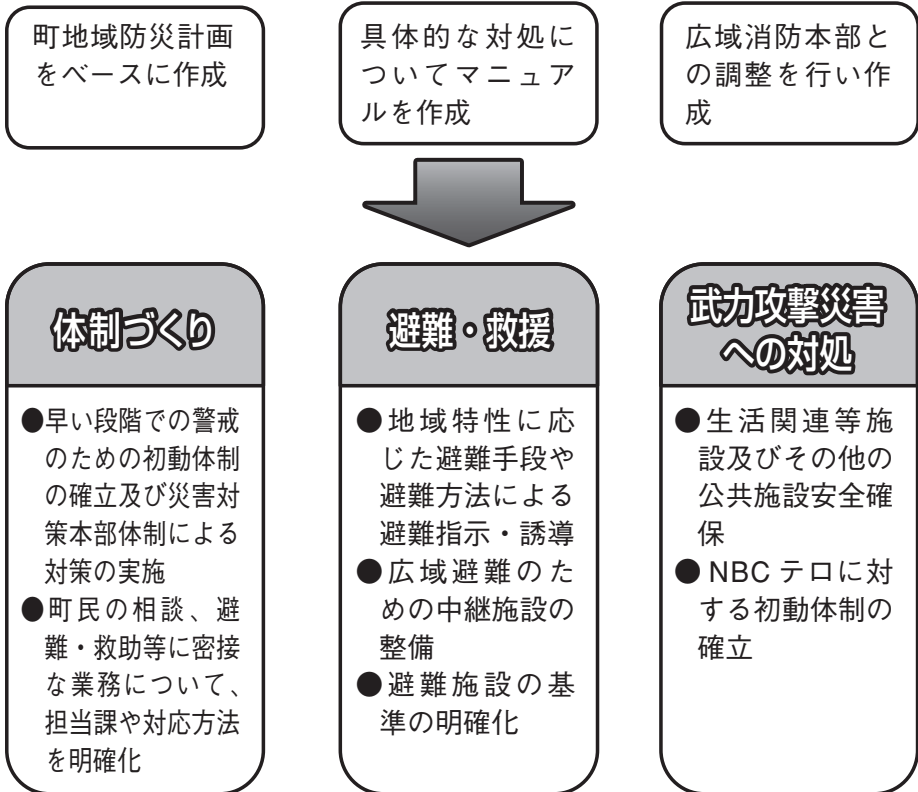 町地域防災計画
をベースに作成
具体的な対処に
ついてマニュア
ルを作成
広域消防本部と
の調整を行い作
成
体制づくり
●早い段階での警戒
のための初動体制
の確立及び災害対
策本部体制による
対策の実施
●町民の相談、避
難・救助等に密接
な業務について、
担当課や対応方法
を明確化
避難・救援
●地域特性に応
じた避難手段や
避難方法による
避難指示・誘導
●広域避難のた
めの中継施設の
整備
●避難施設の基
準の明確化
武力攻撃災害
への対処
●生活関連等施
設及びその他の
公共施設安全確
保
●NBC テロに対
する初動体制の
確立